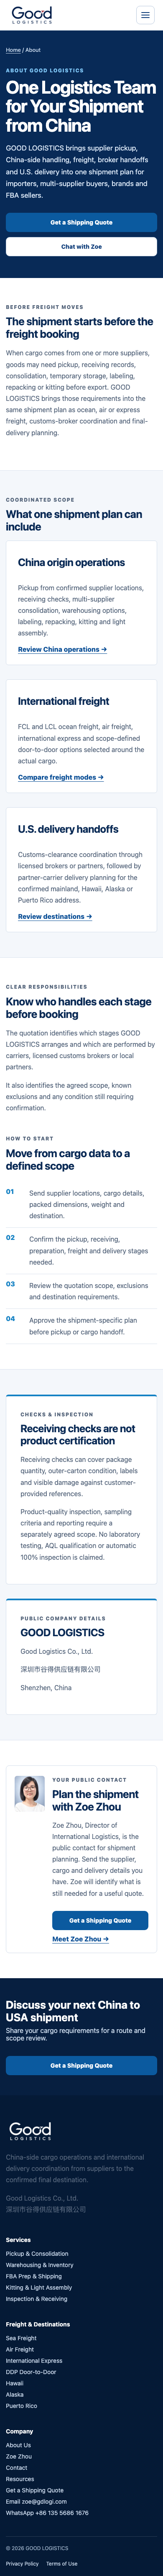 Good
LOGISTICS
Home / About
ABOUT GOOD LOGISTICS
One Logistics Team
for Your Shipment
from China
GOOD LOGISTICS brings supplier pickup,
China-side handling, freight, broker handoffs
and U.S. delivery into one shipment plan for
importers, multi-supplier buyers, brands and
FBA sellers.
Get a Shipping Quote
Chat with Zoe
BEFORE FREIGHT MOVES
The shipment starts before the
freight booking
When cargo comes from one or more suppliers,
goods may need pickup, receiving records,
consolidation, temporary storage, labeling,
repacking or kitting before export. GOOD
LOGISTICS brings those requirements into the
same shipment plan as ocean, air or express
freight, customs-broker coordination and final-
delivery planning.
COORDINATED SCOPE
What one shipment plan can
include
China origin operations
Pickup from confirmed supplier locations,
receiving checks, multi-supplier
consolidation, warehousing options,
labeling, repacking, kitting and light
assembly.
Review China operations →
International freight
FCL and LCL ocean freight, air freight,
international express and scope-defined
door-to-door options selected around the
actual cargo.
Compare freight modes →
U.S. delivery handoffs
Customs-clearance coordination through
licensed brokers or partners, followed by
partner-carrier delivery planning for the
confirmed mainland, Hawaii, Alaska or
Puerto Rico address.
Review destinations →
CLEAR RESPONSIBILITIES
Know who handles each stage
before booking
The quotation identifies which stages GOOD
LOGISTICS arranges and which are performed by
carriers, licensed customs brokers or local
partners.
It also identifies the agreed scope, known
exclusions and any condition still requiring
confirmation.
HOW TO START
Move from cargo data to a
defined scope
01 Send supplier locations, cargo details,
packed dimensions, weight and
destination.
02 Confirm the pickup, receiving,
preparation, freight and delivery stages
needed.
03 Review the quotation scope, exclusions
and destination requirements.
04 Approve the shipment-specific plan
before pickup or cargo handoff.
CHECKS & INSPECTION
Receiving checks are not
product certification
Receiving checks can cover package
quantity, outer-carton condition, labels
and visible damage against customer-
provided references.
Product-quality inspection, sampling
criteria and reporting require a
separately agreed scope. No laboratory
testing, AQL qualification or automatic
100% inspection is claimed.
PUBLIC COMPANY DETAILS
GOOD LOGISTICS
Good Logistics Co., Ltd.
深圳市谷得供应链有限公司
Shenzhen, China
YOUR PUBLIC CONTACT
Plan the shipment
with Zoe Zhou
Zoe Zhou, Director of
International Logistics, is the
public contact for shipment
planning. Send the supplier,
cargo and delivery details you
have. Zoe will identify what is
still needed for a useful quote.
Get a Shipping Quote
Meet Zoe Zhou →
Discuss your next China to
USA shipment
Share your cargo requirements for a route and
scope review.
Get a Shipping Quote
Good
LOGISTICS
China-side cargo operations and international
delivery coordination from suppliers to the
confirmed final destination.
Good Logistics Co., Ltd.
深圳市谷得供应链有限公司
Services
Pickup & Consolidation
Warehousing & Inventory
FBA Prep & Shipping
Kitting & Light Assembly
Inspection & Receiving
Freight & Destinations
Sea Freight
Air Freight
International Express
DDP Door-to-Door
Hawaii
Alaska
Puerto Rico
Company
About Us
Zoe Zhou
Contact
Resources
Get a Shipping Quote
Email zoe@gdlogi.com
WhatsApp +86 135 5686 1676
© 2026 GOOD LOGISTICS
Privacy Policy Terms of Use